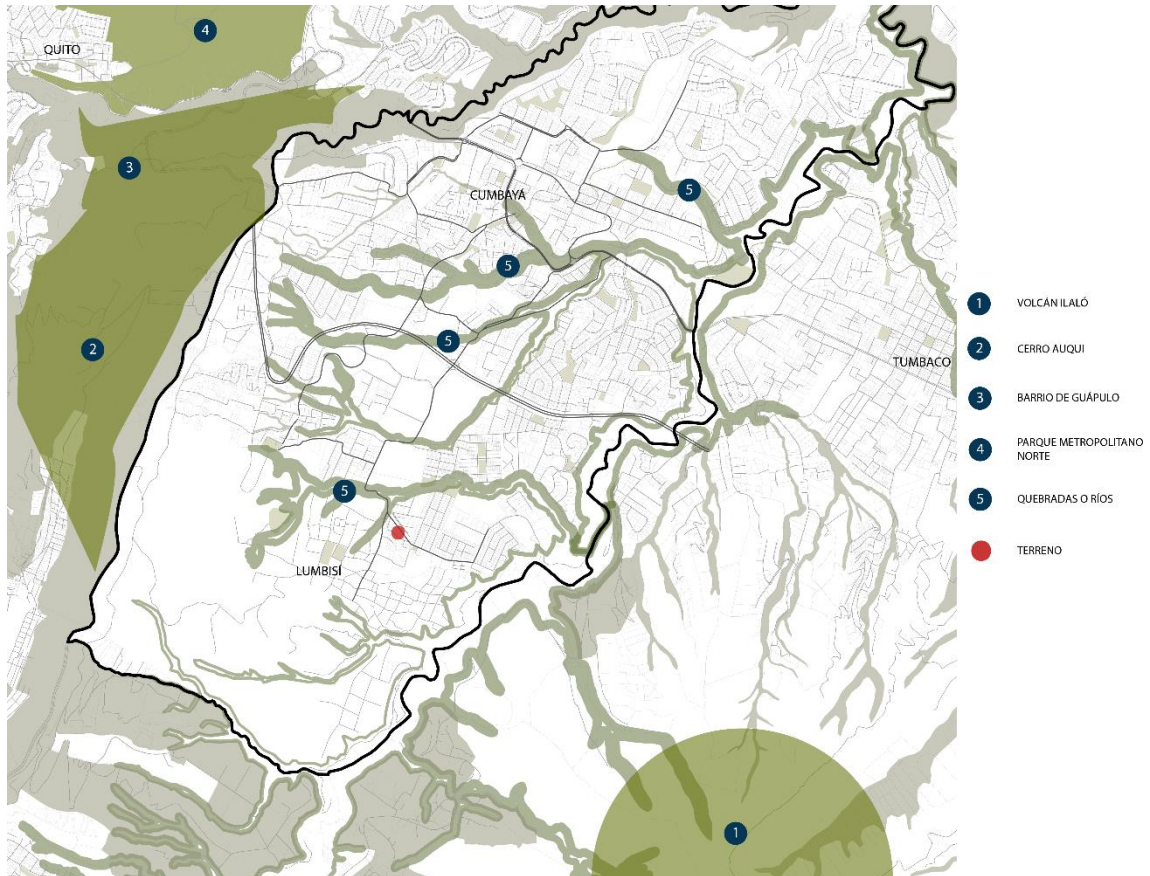 4
QUITO
3
5
CUMBAYÁ
5
2
5
TUMBACO
5
LUMBISÍ
1
1 VOLCÁN ILALÓ
2 CERRO AUQUI
3 BARRIO DE GUÁPULO
4 PARQUE METROPOLITANO
NORTE
5 QUEBRADAS O RÍOS
TERRENO